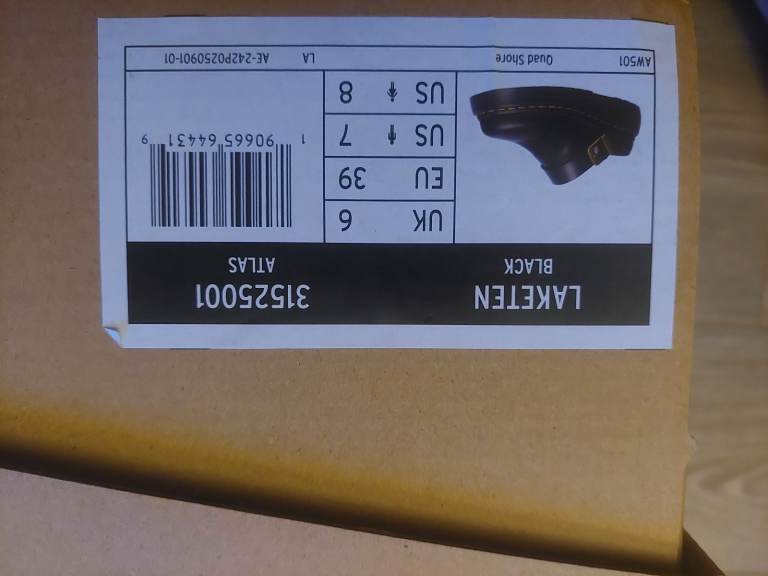 LAKETEN 31525001
BLACK ATLAS
UK 6
EU 39
US 7
US 8
1 90665 64431 9
AW501 Quad Shore LA AE-242P0250901-01